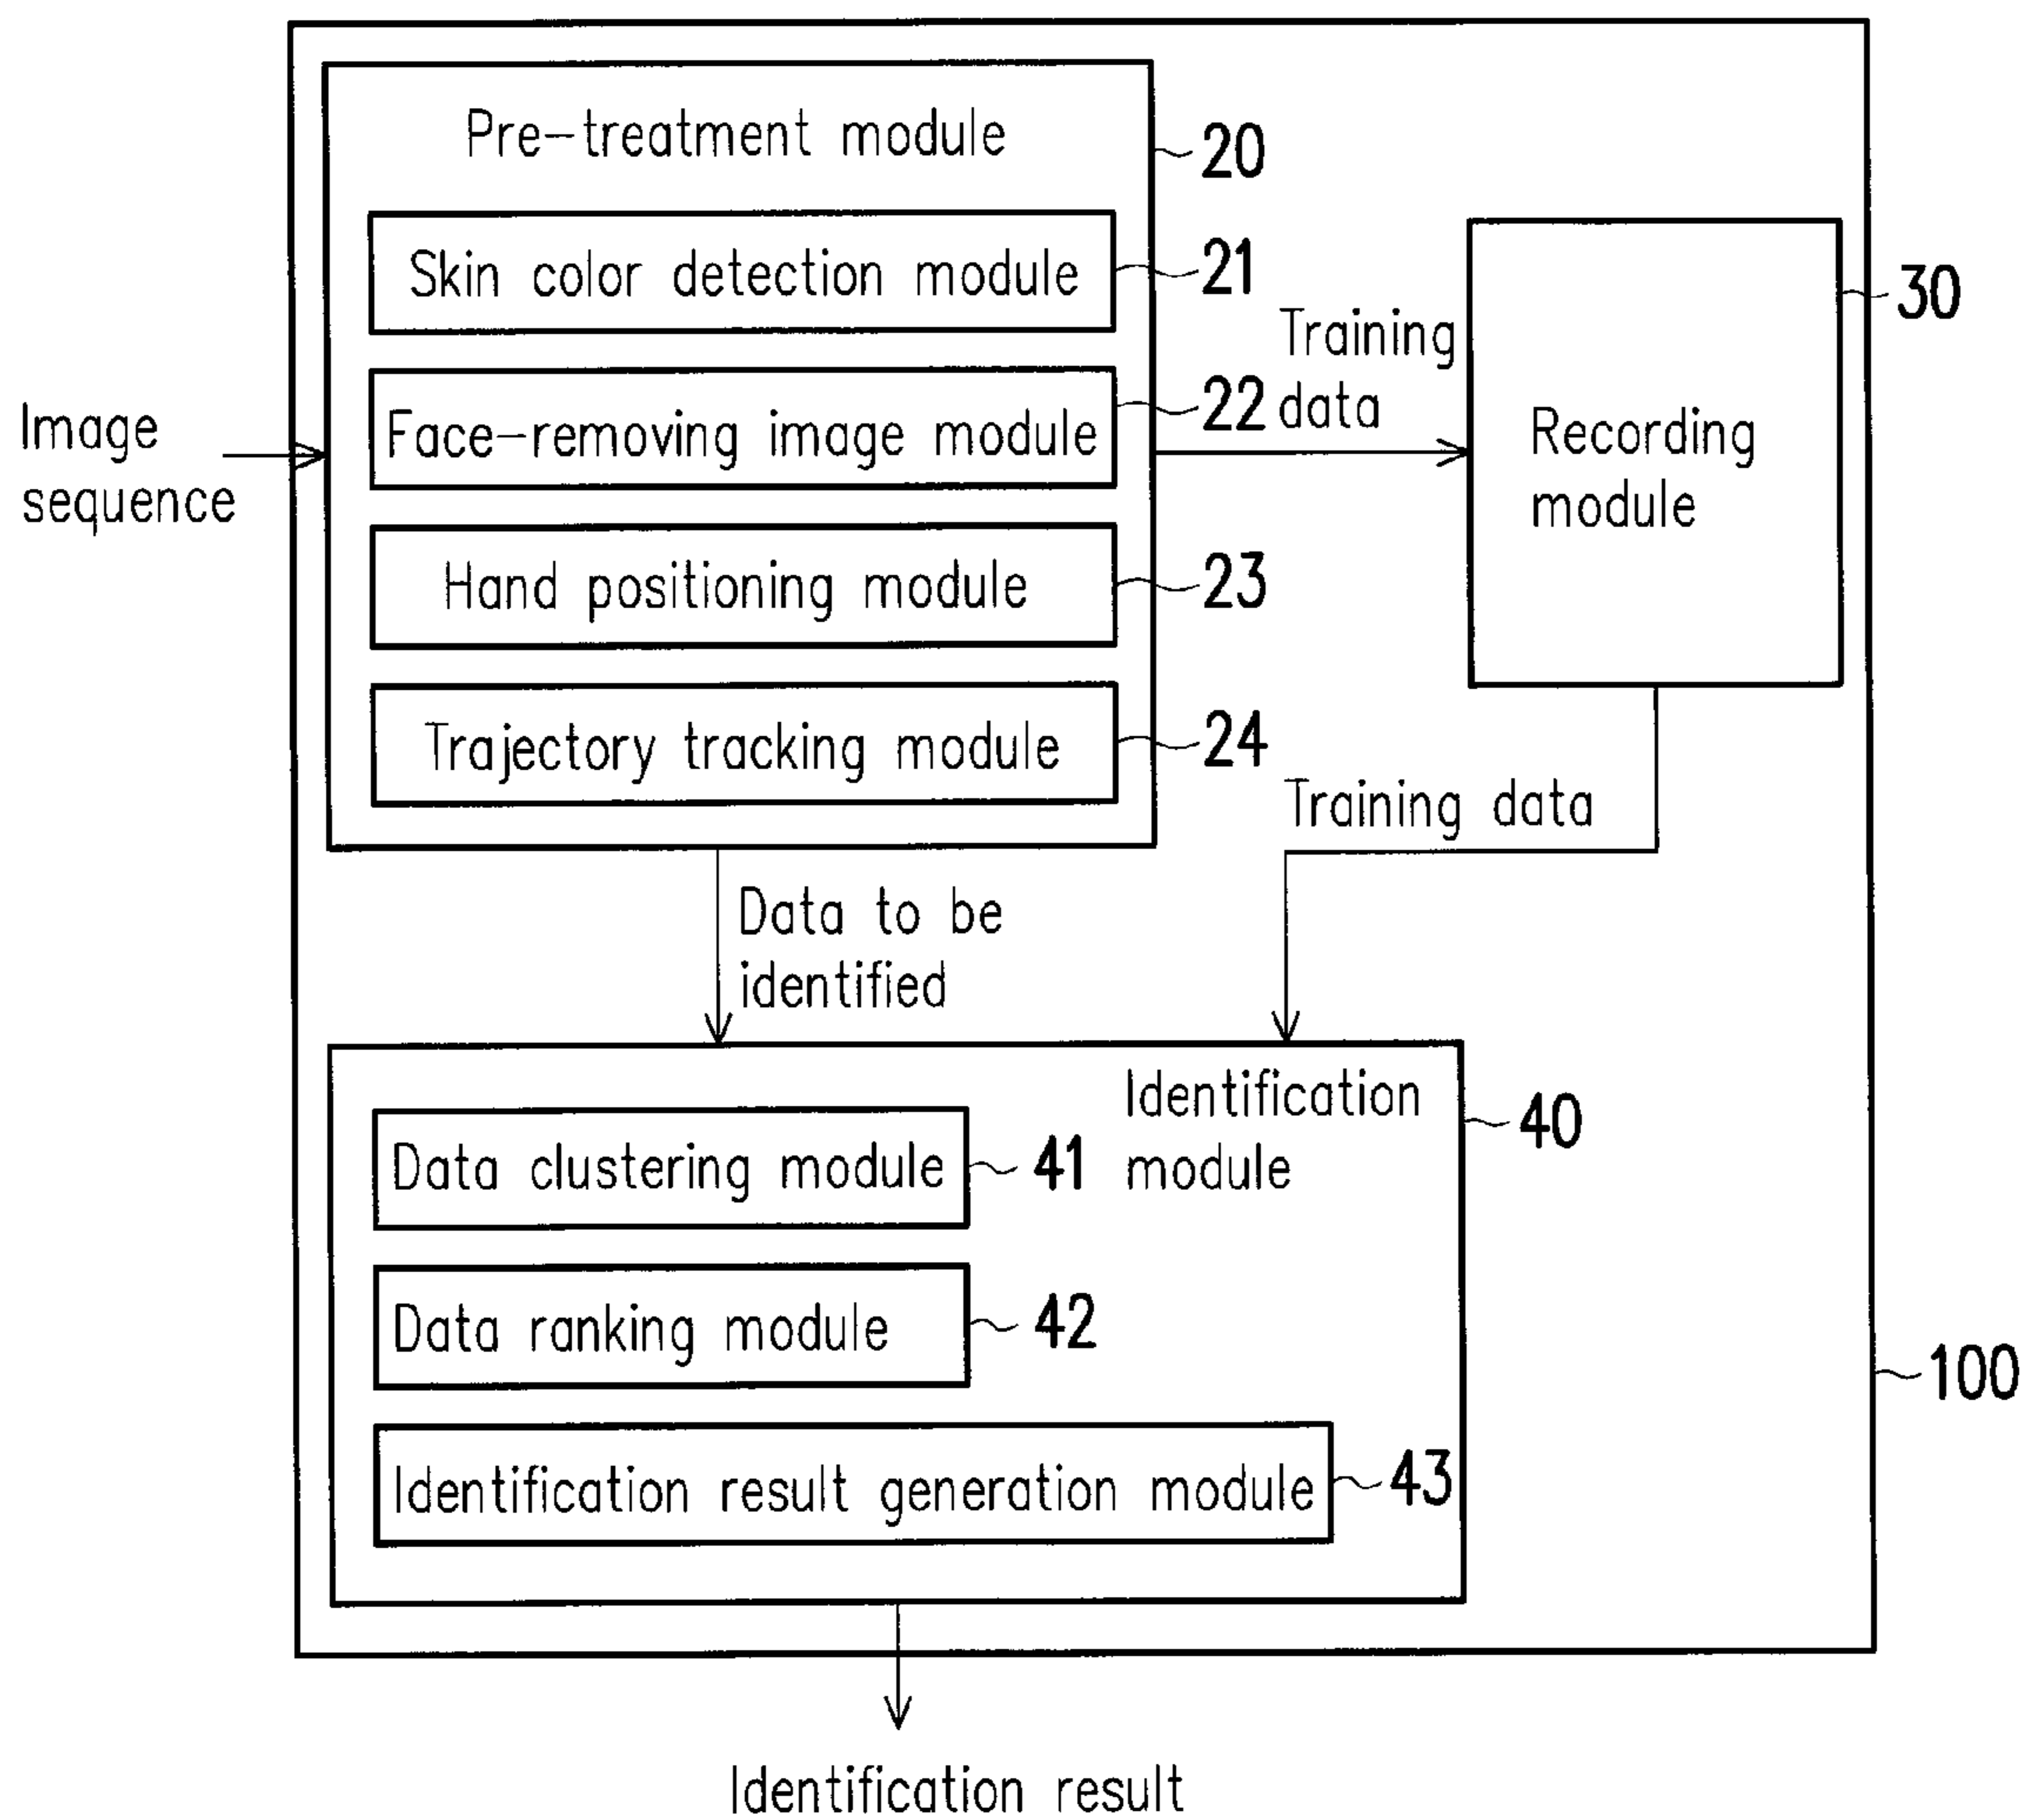 Pre-treatment module
20
Skin color detection module
21
Face-removing image module
22
Hand positioning module
23
Trajectory tracking module
24
Image
sequence
Training
data
Recording
module
30
Training data
Data to be
identified
Identification
module
40
Data clustering module
41
Data ranking module
42
Identification result generation module
43
100
Identification result